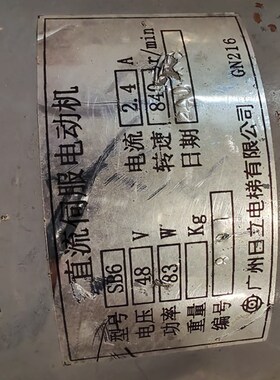 直流伺服电动机
型号 SB6 电流 2.4 A
电压 48 V 转速 840 r/min
功率 63 W 日期
重量 Kg
编号
广州日立电梯有限公司 GN216